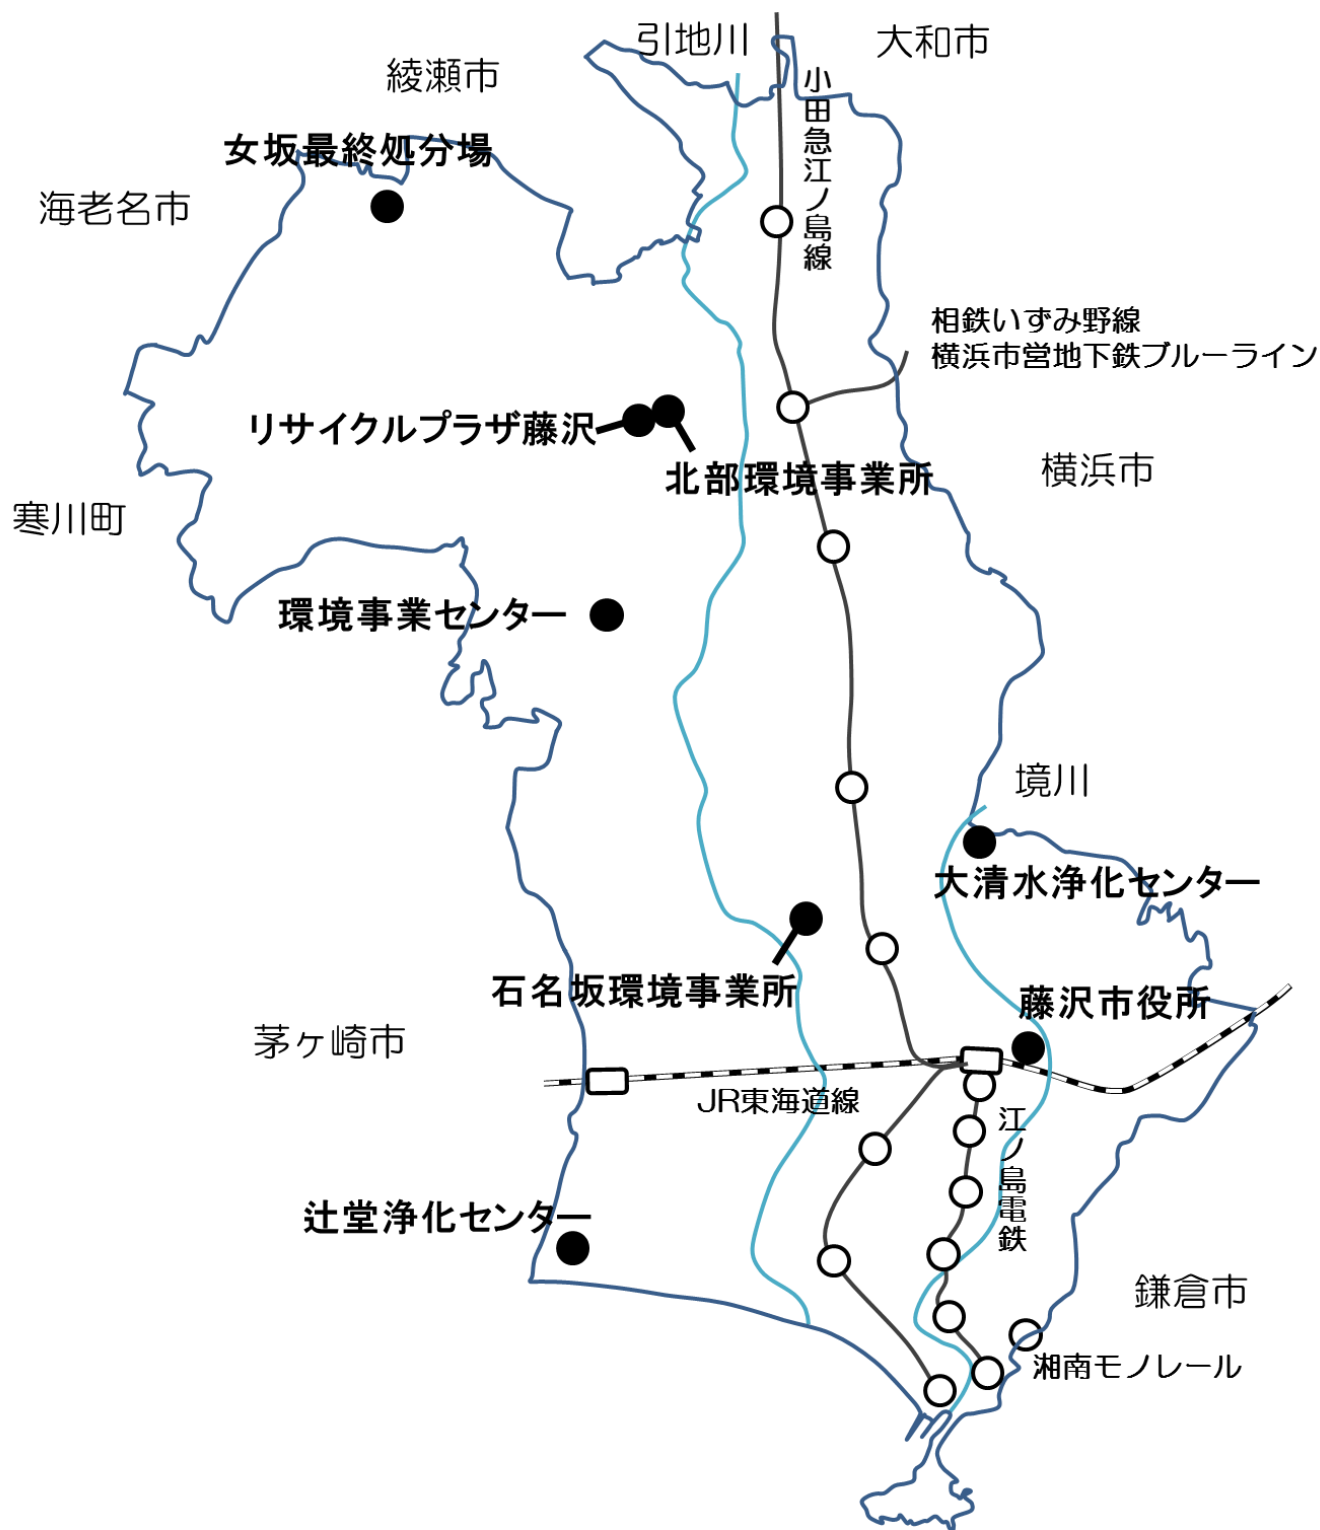 引地川
大和市
綾瀬市
小田急江ノ島線
女坂最終処分場
海老名市
相鉄いずみ野線
横浜市営地下鉄ブルーライン
リサイクルプラザ藤沢
北部環境事業所
横浜市
寒川町
環境事業センター
境川
大清水浄化センター
石名坂環境事業所
藤沢市役所
茅ヶ崎市
JR東海道線
江ノ島電鉄
辻堂浄化センター
鎌倉市
湘南モノレール